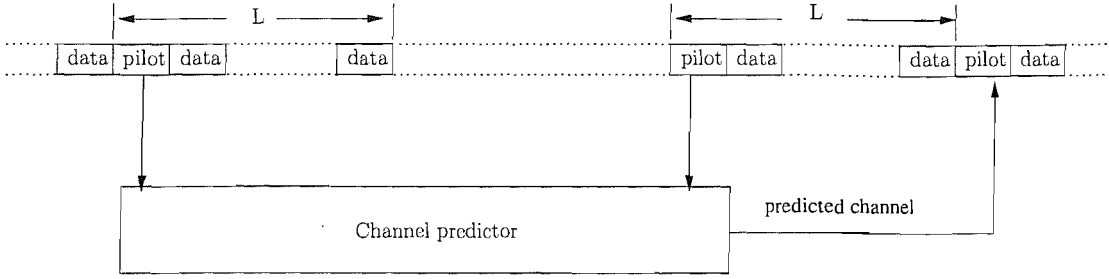 L
L
data pilot data
data
pilot data
data pilot data
predicted channel
Channel predictor